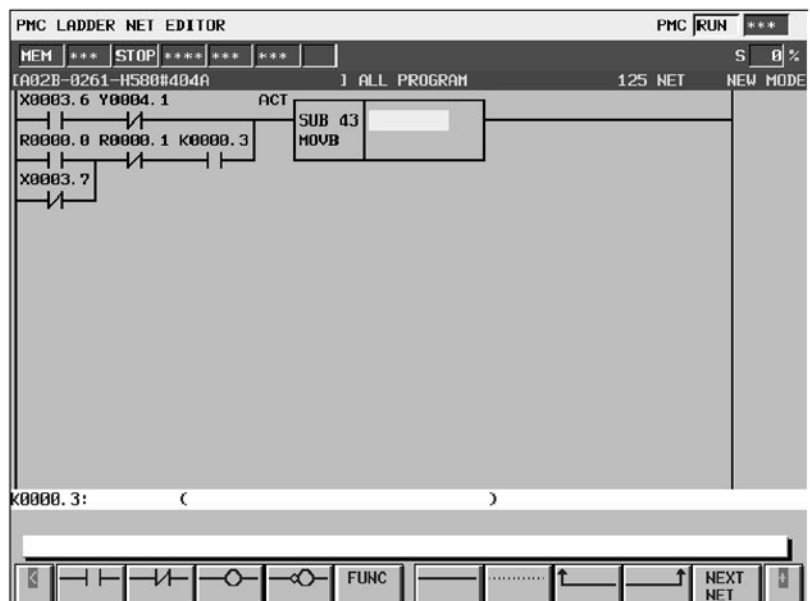 PMC LADDER NET EDITOR PMC RUN ***
MEM *** STOP **** *** *** S 0 %
[A02B-0261-H580#404A ] ALL PROGRAM 125 NET NEW MODE
X0003.6 Y0004.1 ACT
SUB 43
R0000.0 R0000.1 K0000.3 MOVB
X0003.7
K0000.3: ( )
< FUNC NEXT NET +